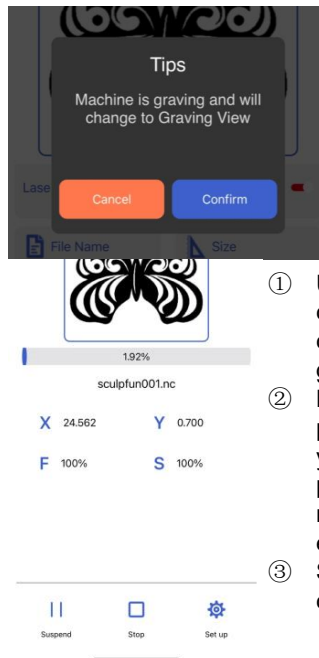 Tips
Machine is graving and will
change to Graving View
Cancel
Confirm
File Name
Size
1.92%
sculpfun001.nc
X 24.562 Y 0.700
F 100% S 100%
Suspend Stop Set up
①
②
③